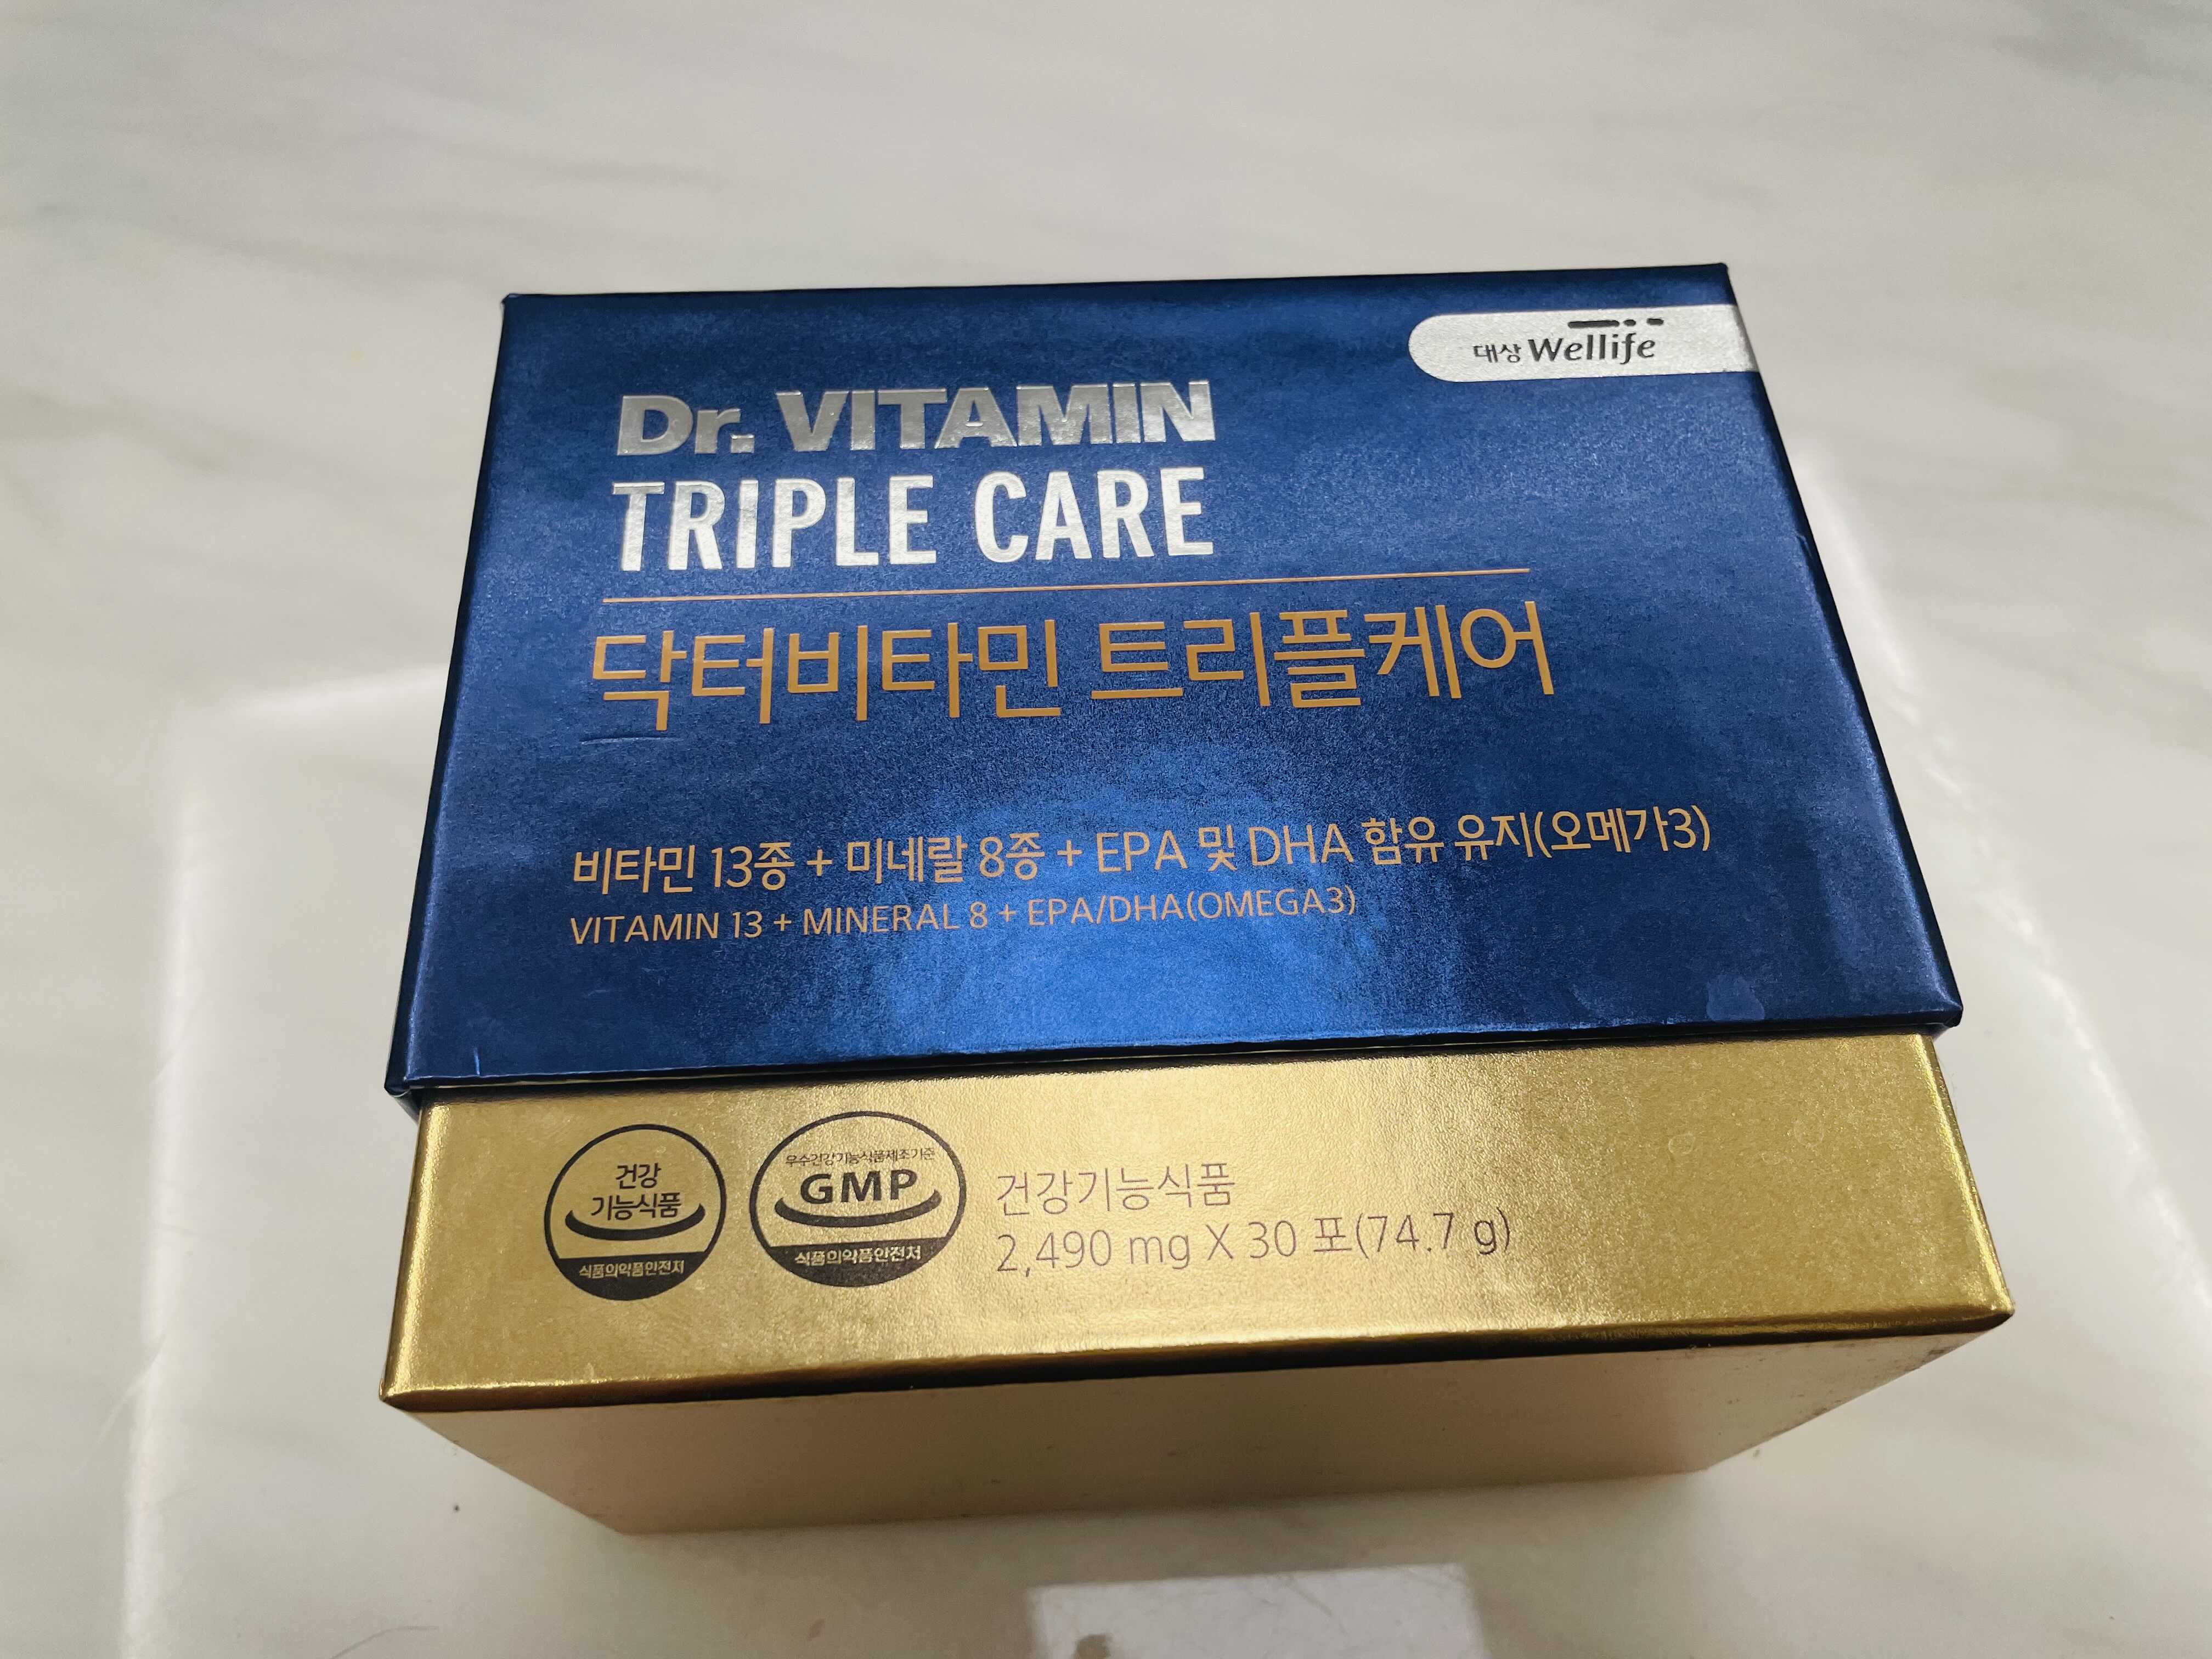 대상 Wellife
Dr. VITAMIN
TRIPLE CARE
닥터비타민 트리플케어
비타민 13종 + 미네랄 8종 + EPA 및 DHA 함유 유지(오메가3)
VITAMIN 13 + MINERAL 8 + EPA/DHA(OMEGA3)
건강
기능식품
식품의약품안전처
우수건강기능식품제조기준
GMP
식품의약품안전처
건강기능식품
2,490 mg X 30 포(74.7 g)